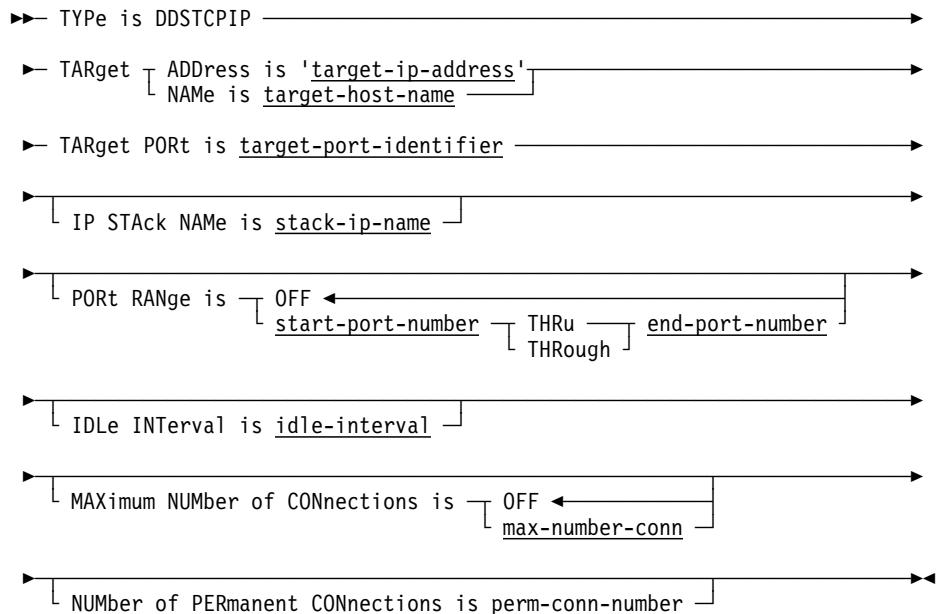 TYPe is DDSTCPIP
TARget ADDress is 'target-ip-address'
NAMe is target-host-name
TARget PORt is target-port-identifier
IP STAck NAMe is stack-ip-name
PORt RANge is OFF
start-port-number THRu end-port-number
THRough
IDLe INTerval is idle-interval
MAXimum NUMber of CONnections is OFF
max-number-conn
NUMber of PERmanent CONnections is perm-conn-number